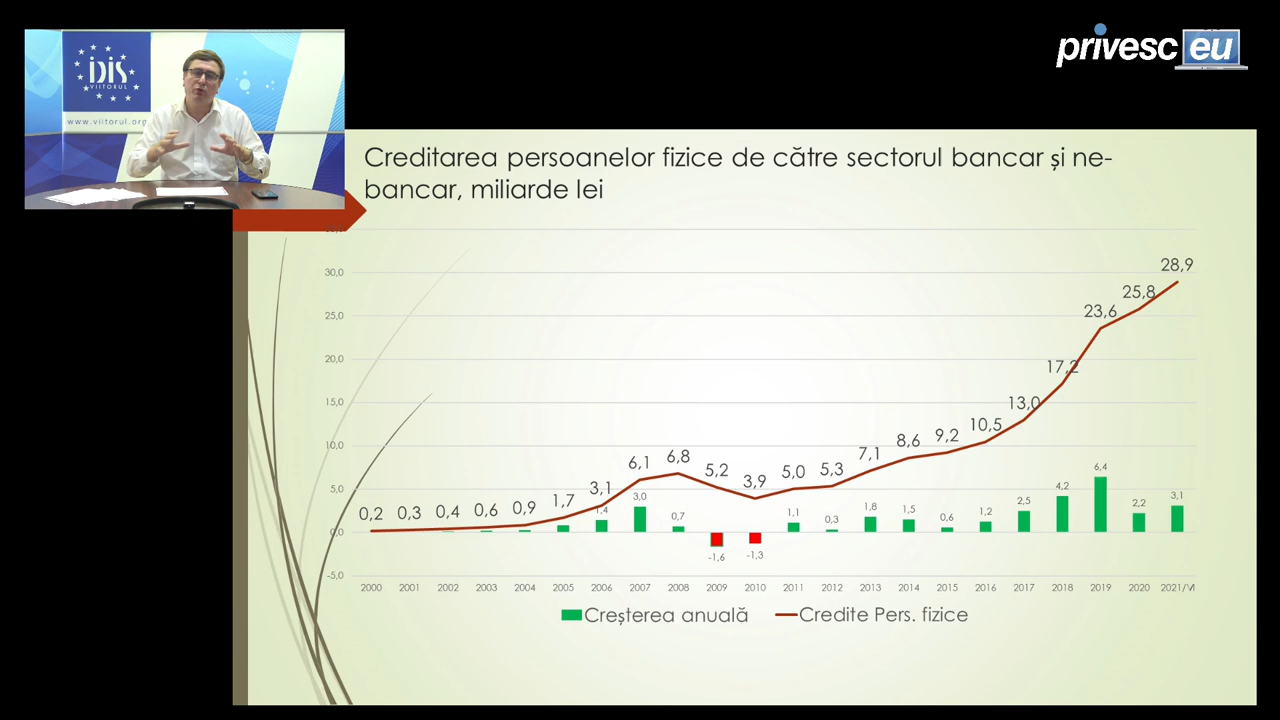 privesc eu
iDiS
VIITORUL
www.viitorul.org
Creditarea persoanelor fizice de către sectorul bancar și ne-
bancar, miliarde lei
30,0
25,0
20,0
15,0
10,0
5,0
0,0
-5,0
0,2 0,3 0,4 0,6 0,9 1,7 3,1 6,1 6,8 5,2 3,9 5,0 5,3 7,1 8,6 9,2 10,5 13,0 17,2 23,6 25,8 28,9
1,4 3,0 0,7 -1,6 -1,3 1,1 0,3 1,8 1,5 0,6 1,2 2,5 4,2 6,4 2,2 3,1
2000 2001 2002 2003 2004 2005 2006 2007 2008 2009 2010 2011 2012 2013 2014 2015 2016 2017 2018 2019 2020 2021/VI
Creșterea anuală Credite Pers. fizice